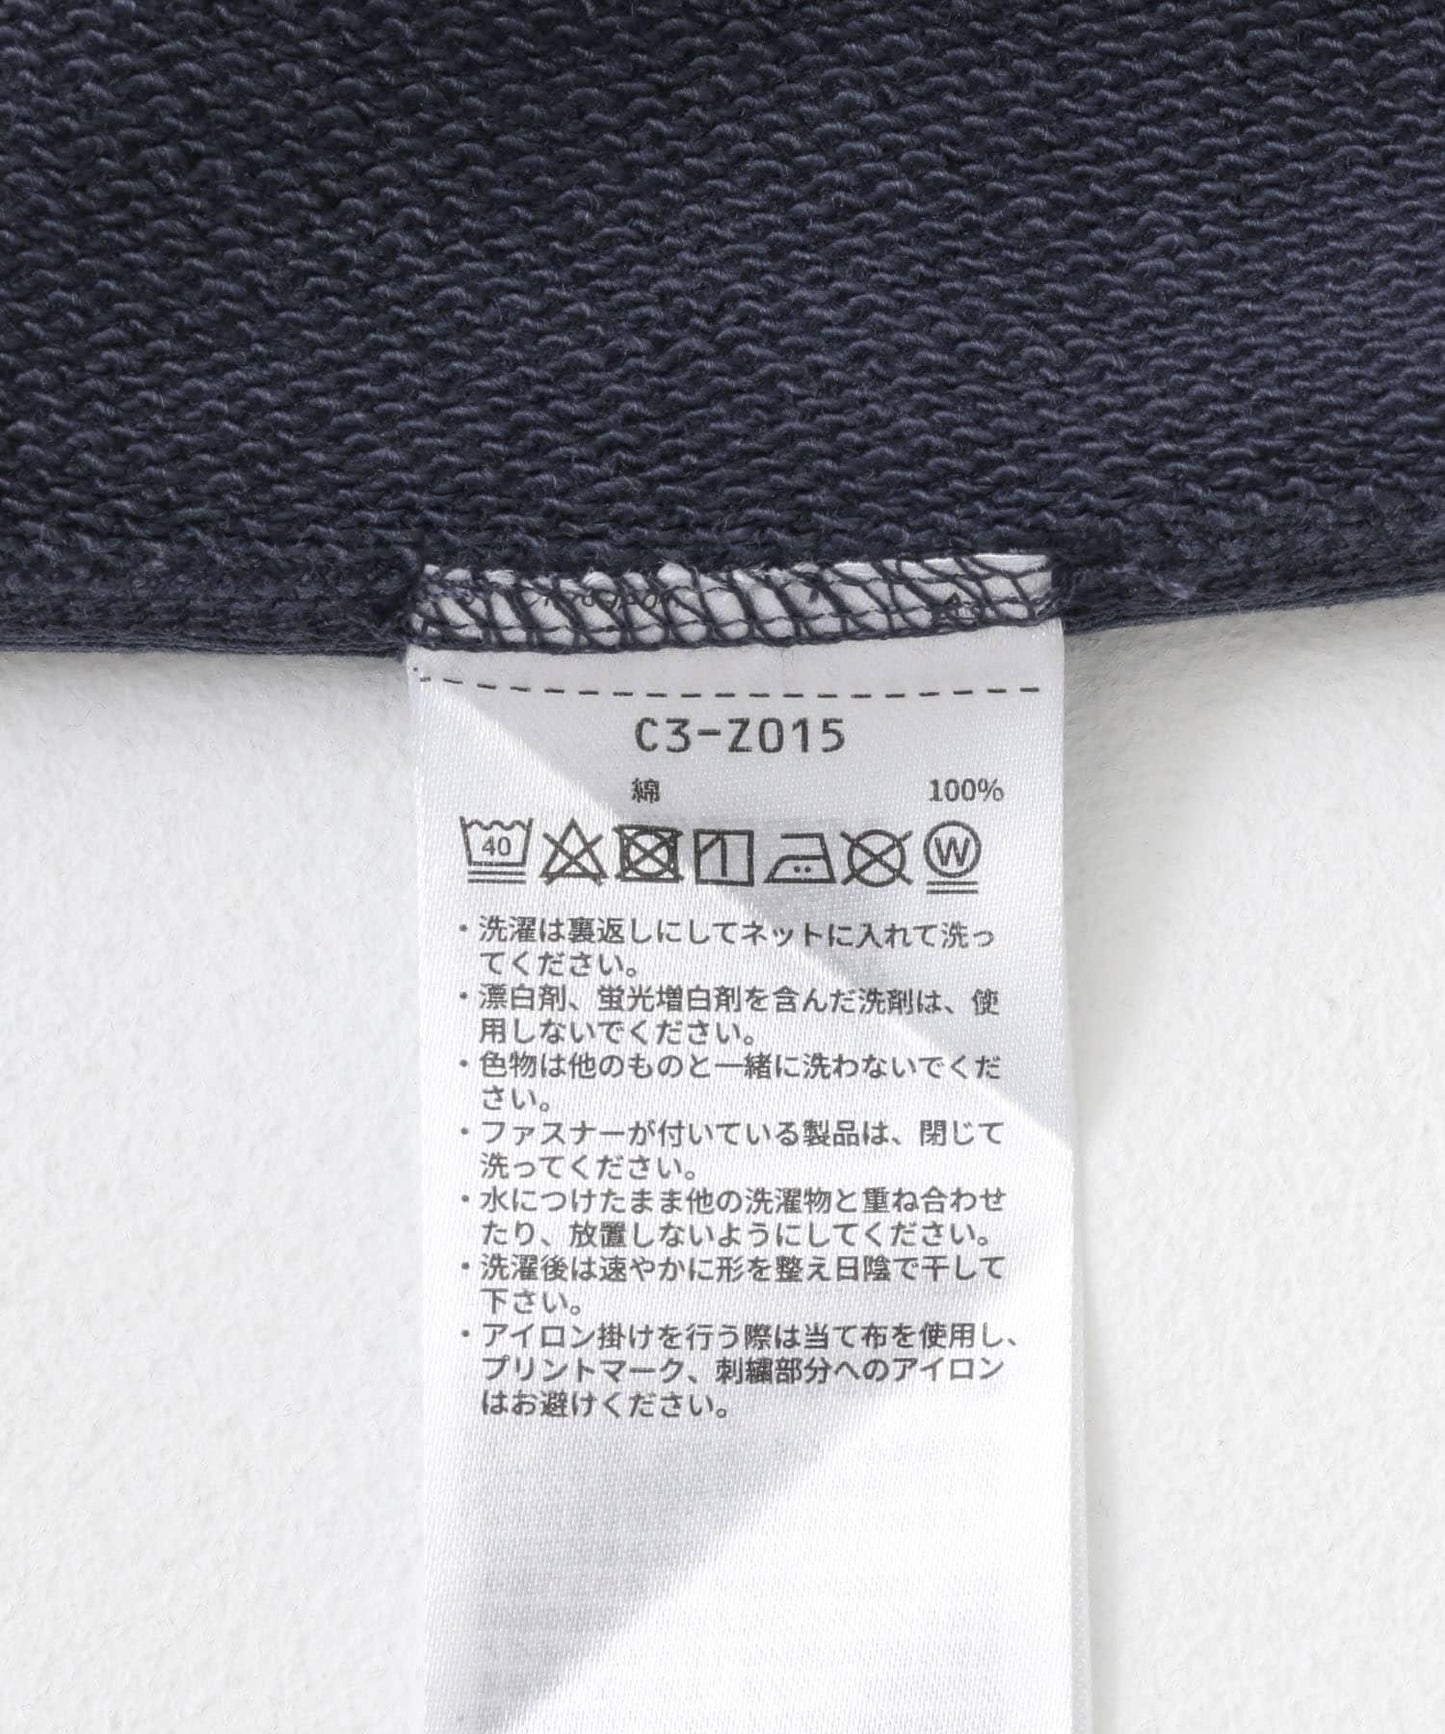 C3-Z015
綿 100%
40 W
・洗濯は裏返しにしてネットに入れて洗っ
てください。
・漂白剤、蛍光増白剤を含んだ洗剤は、使
用しないでください。
・色物は他のものと一緒に洗わないでくだ
さい。
・ファスナーが付いている製品は、閉じて
洗ってください。
・水につけたまま他の洗濯物と重ね合わせ
たり、放置しないようにしてください。
・洗濯後は速やかに形を整え日陰で干して
下さい。
・アイロン掛けを行う際は当て布を使用し、
プリントマーク、刺繍部分へのアイロン
はお避けください。